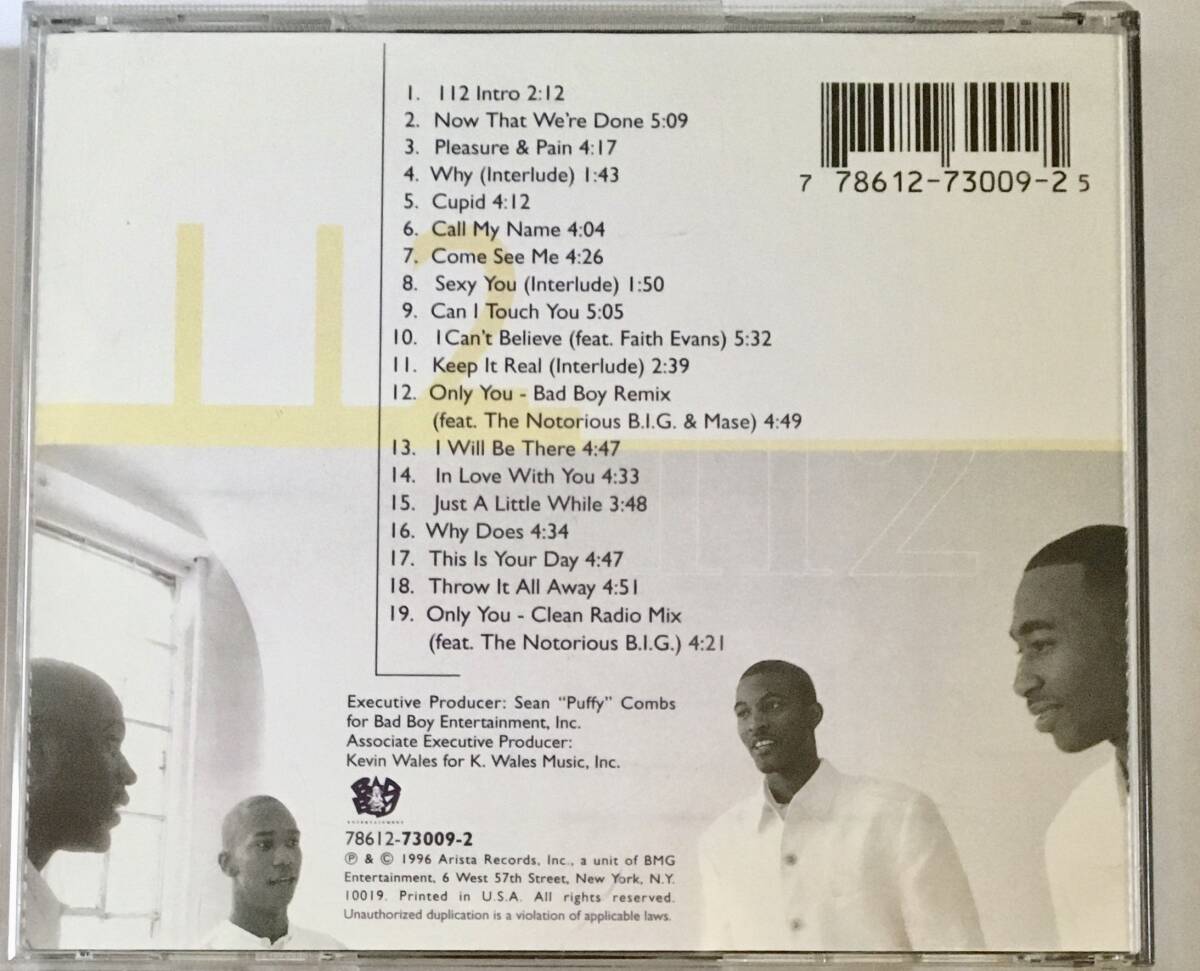 112
1. 112 Intro 2:12
2. Now That We're Done 5:09
3. Pleasure & Pain 4:17
4. Why (Interlude) 1:43
5. Cupid 4:12
6. Call My Name 4:04
7. Come See Me 4:26
8. Sexy You (Interlude) 1:50
9. Can I Touch You 5:05
10. I Can't Believe (feat. Faith Evans) 5:32
11. Keep It Real (Interlude) 2:39
12. Only You - Bad Boy Remix
(feat. The Notorious B.I.G. & Mase) 4:49
13. I Will Be There 4:47
14. In Love With You 4:33
15. Just A Little While 3:48
16. Why Does 4:34
17. This Is Your Day 4:47
18. Throw It All Away 4:51
19. Only You - Clean Radio Mix
(feat. The Notorious B.I.G.) 4:21
7 78612-73009-2 5
112
Executive Producer: Sean "Puffy" Combs
for Bad Boy Entertainment, Inc.
Associate Executive Producer:
Kevin Wales for K. Wales Music, Inc.
BAD
BOY
ENTERTAINMENT
78612-73009-2
℗ & © 1996 Arista Records, Inc., a unit of BMG
Entertainment, 6 West 57th Street, New York, N.Y.
10019. Printed in U.S.A. All rights reserved.
Unauthorized duplication is a violation of applicable laws.